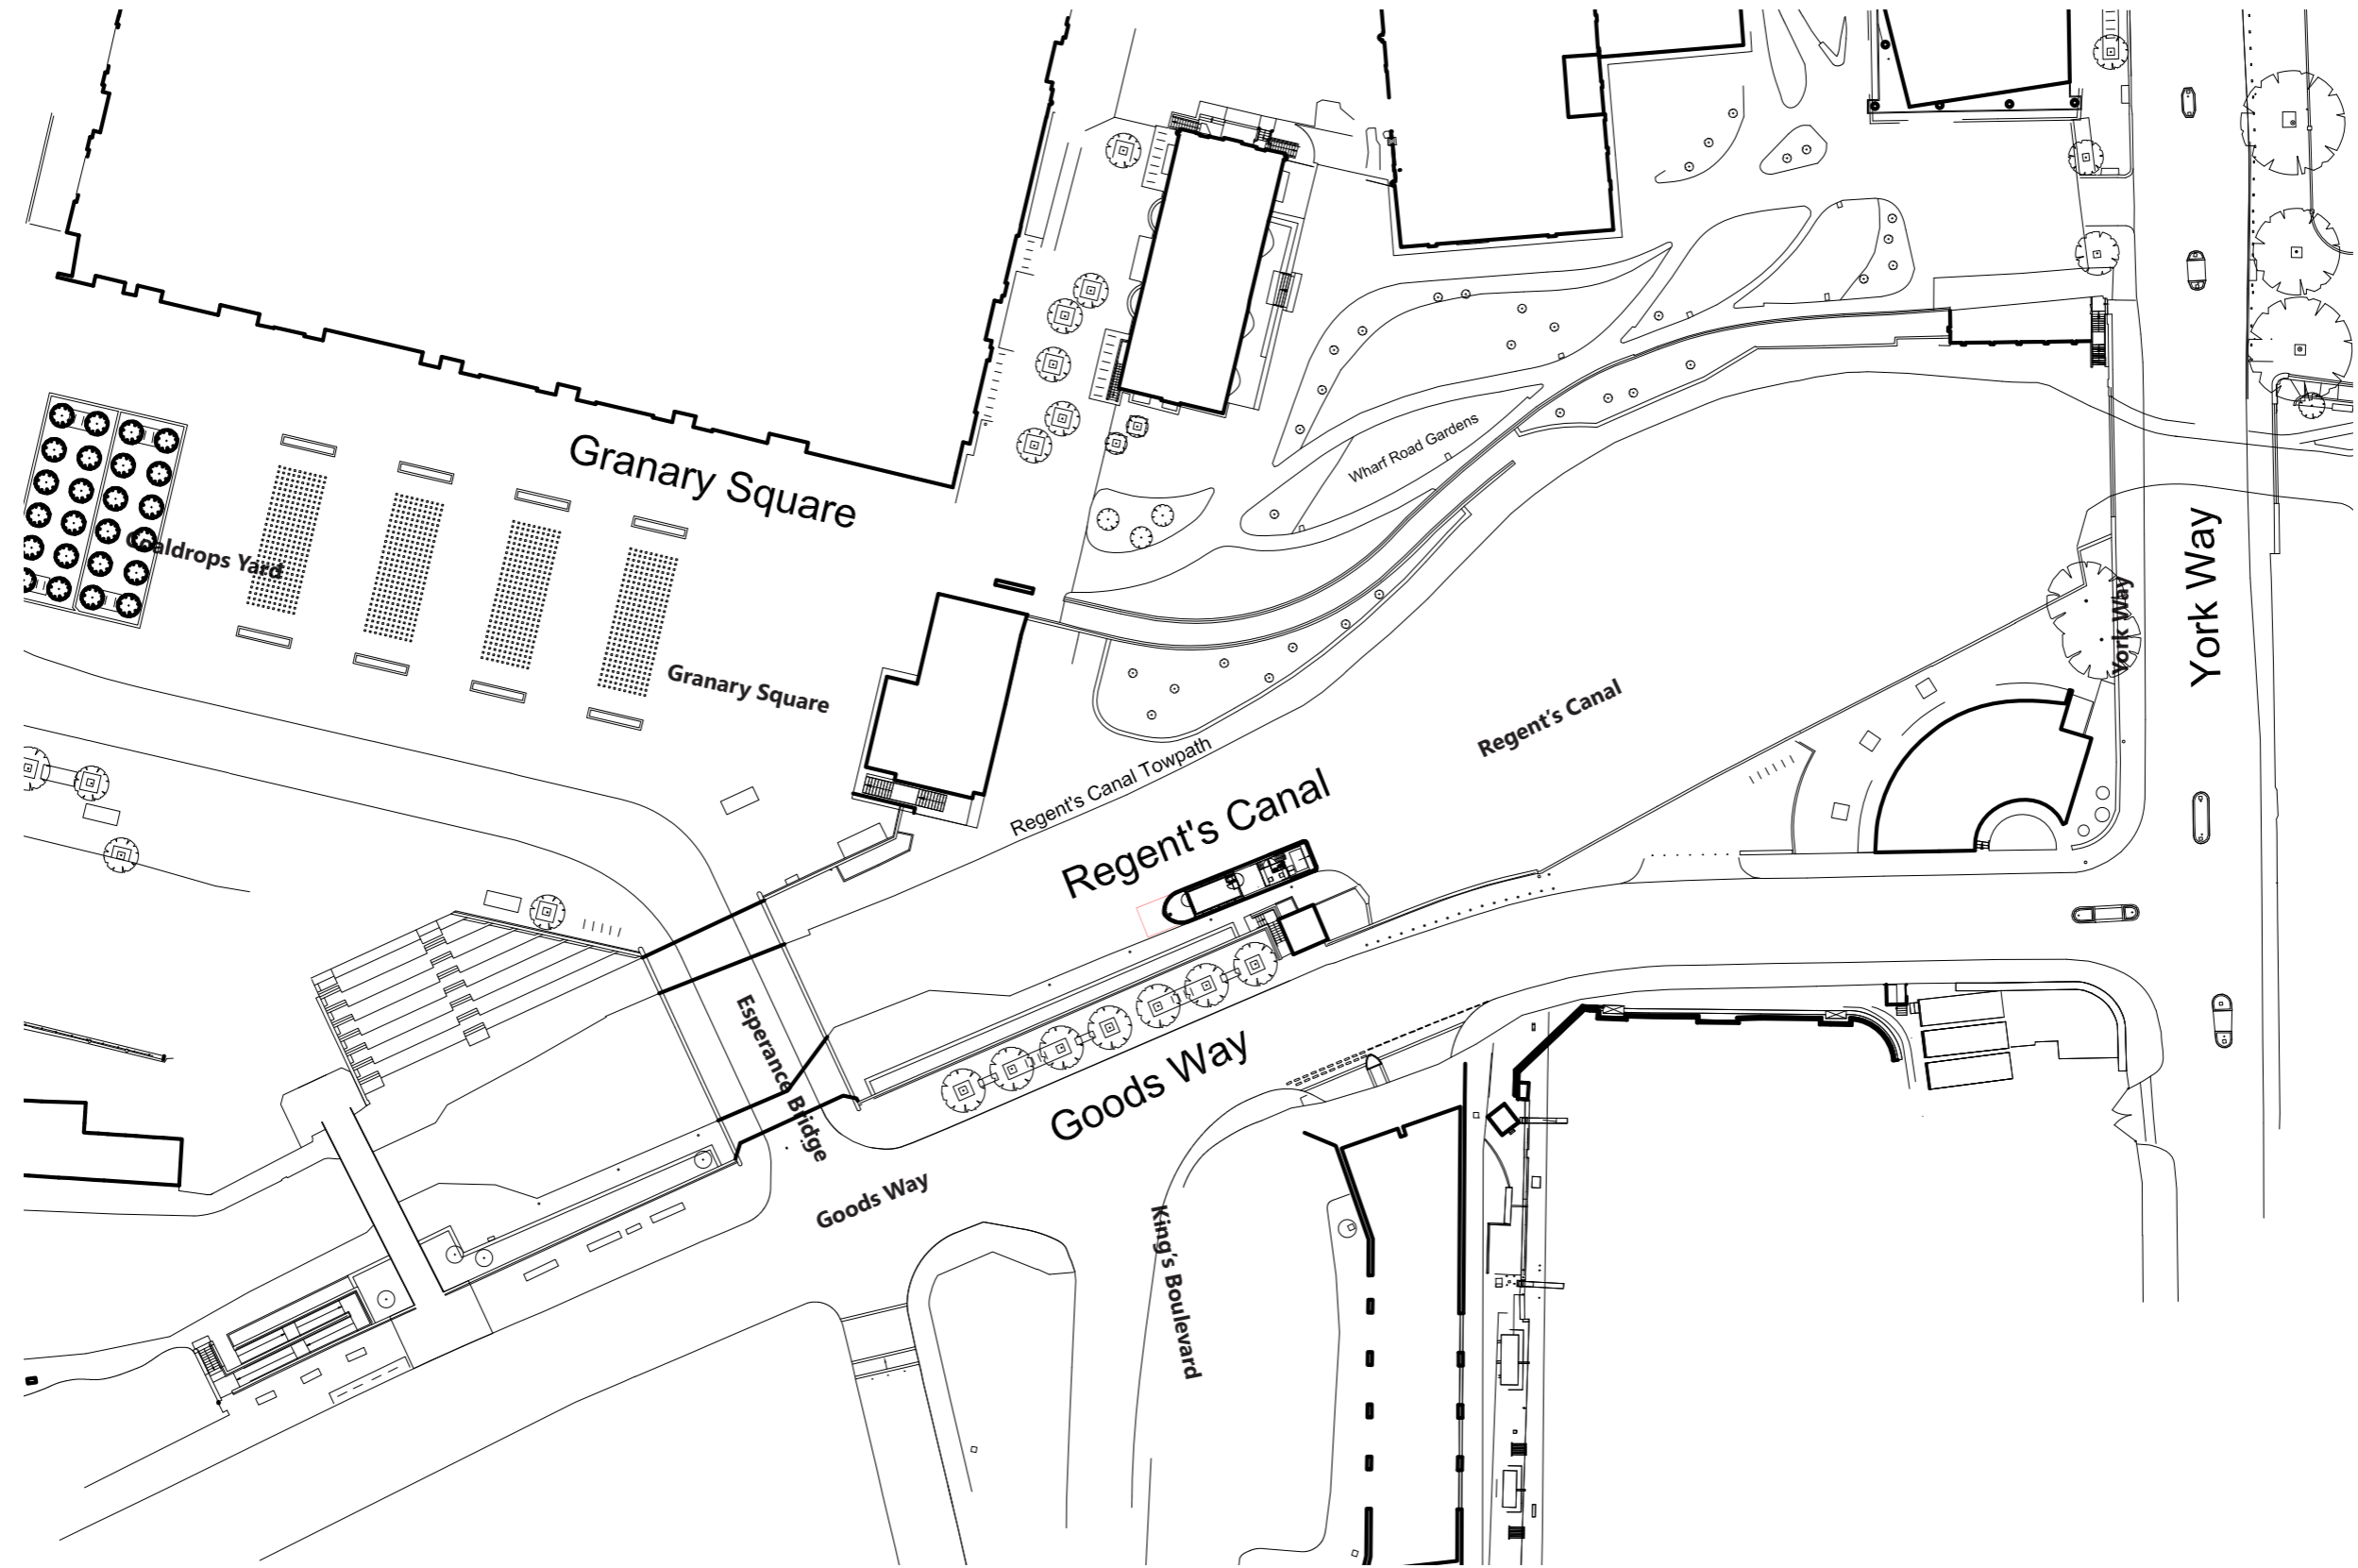 Granary Square
Wharf Road Gardens
Coaldrops Yard
York Way
York Way
Granary Square
Regent's Canal
Regent's Canal Towpath
Regent's Canal
Esperance Bridge
Goods Way
Goods Way
King's Boulevard